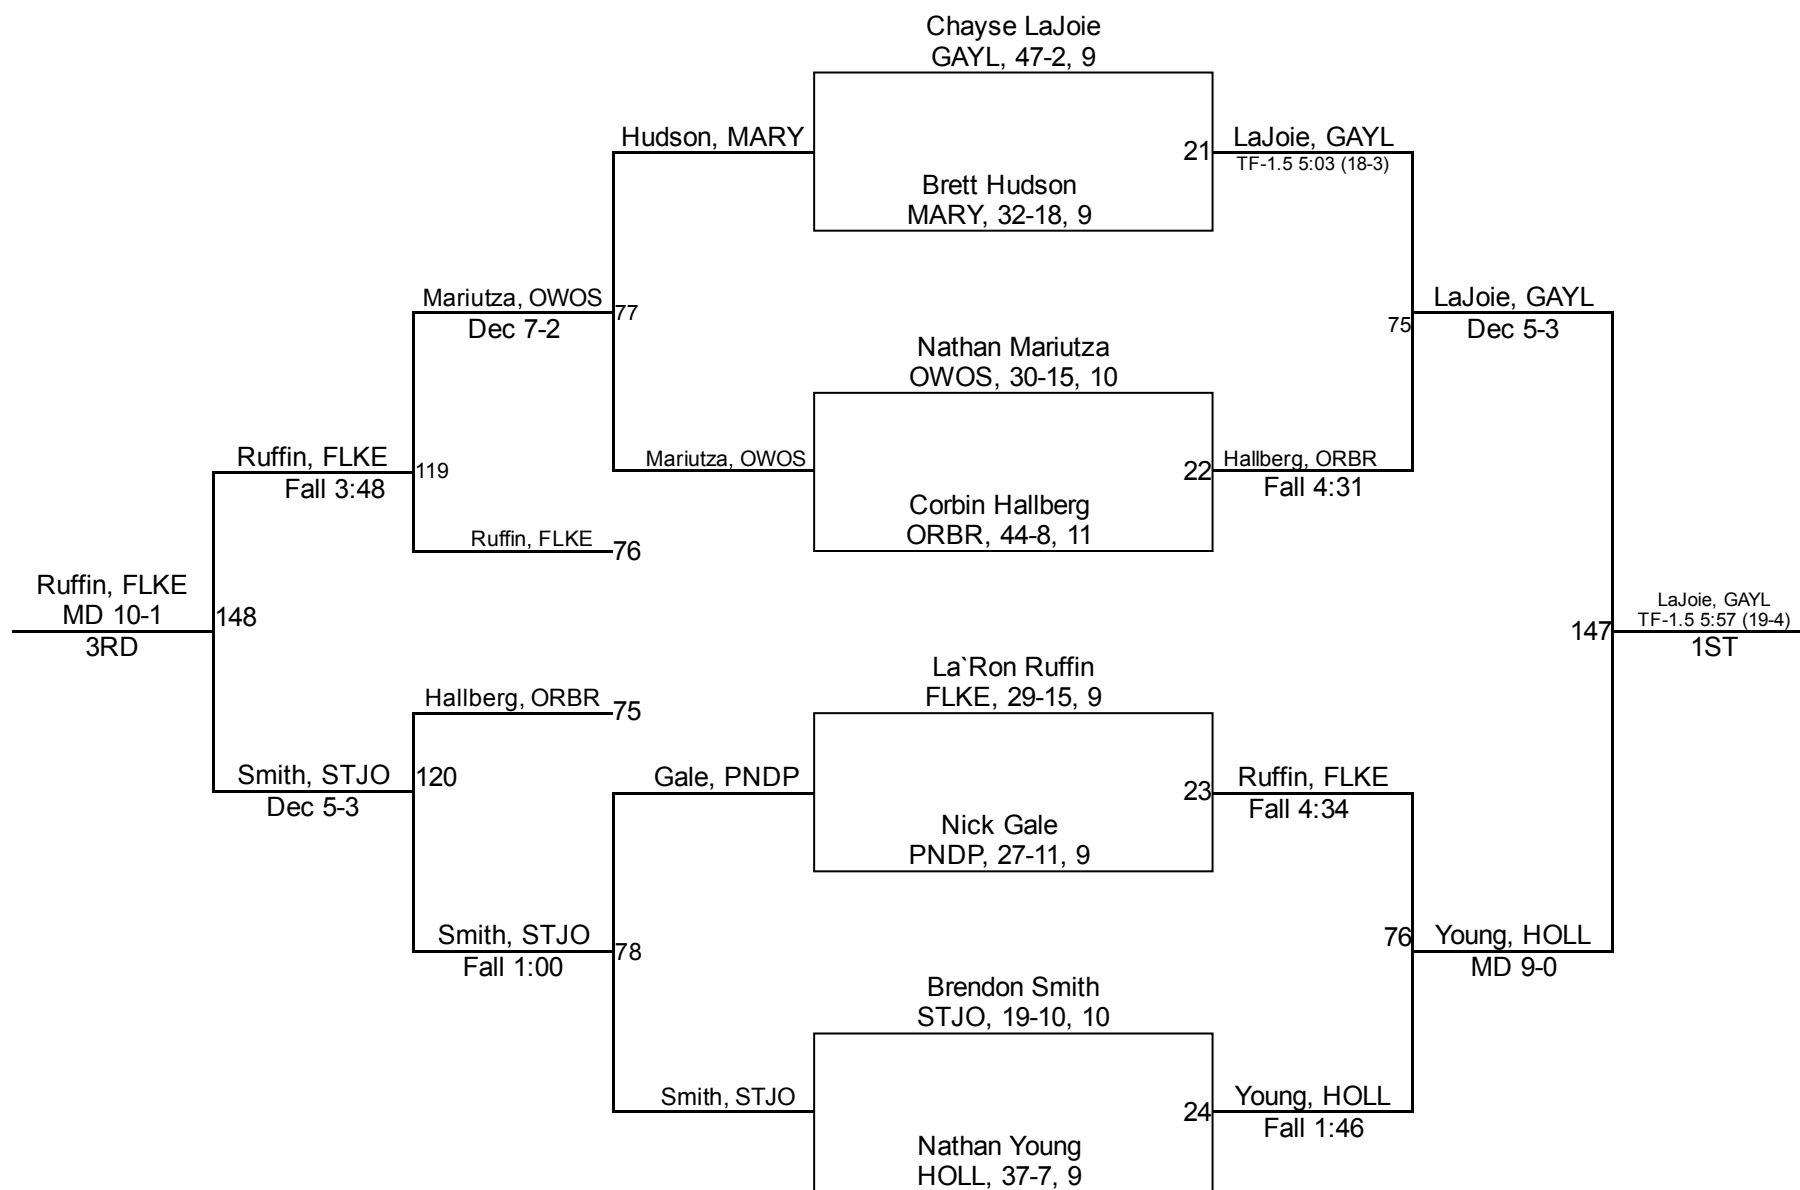 Chayse LaJoie
GAYL, 47-2, 9
Hudson, MARY
21
LaJoie, GAYL
TF-1.5 5:03 (18-3)
Brett Hudson
MARY, 32-18, 9
Mariutza, OWOS
Dec 7-2
77
LaJoie, GAYL
Dec 5-3
75
Nathan Mariutza
OWOS, 30-15, 10
Ruffin, FLKE
Fall 3:48
119
Mariutza, OWOS
22
Hallberg, ORBR
Fall 4:31
Corbin Hallberg
ORBR, 44-8, 11
Ruffin, FLKE
76
Ruffin, FLKE
MD 10-1
3RD
148
147
LaJoie, GAYL
TF-1.5 5:57 (19-4)
1ST
La`Ron Ruffin
FLKE, 29-15, 9
Hallberg, ORBR
75
Smith, STJO
Dec 5-3
120
Gale, PNDP
23
Ruffin, FLKE
Fall 4:34
Nick Gale
PNDP, 27-11, 9
Smith, STJO
Fall 1:00
78
76
Young, HOLL
MD 9-0
Brendon Smith
STJO, 19-10, 10
Smith, STJO
24
Young, HOLL
Fall 1:46
Nathan Young
HOLL, 37-7, 9